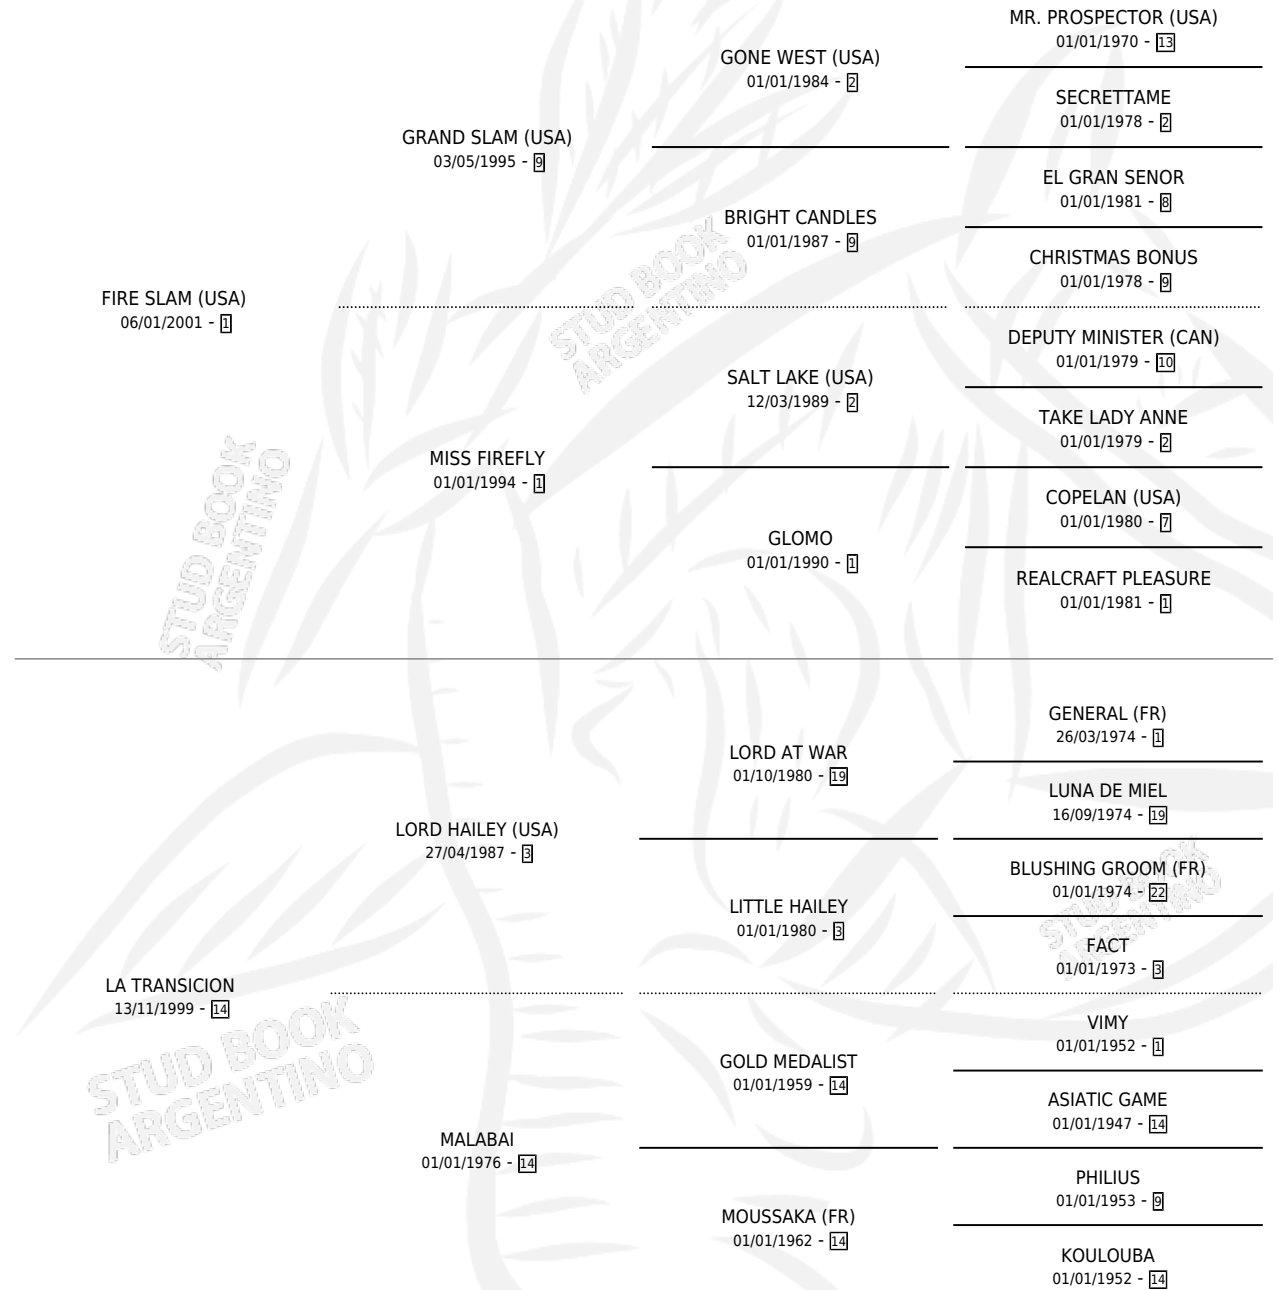 MR. PROSPECTOR (USA)
01/01/1970 - 13
GONE WEST (USA)
01/01/1984 - 2
SECRETTAME
01/01/1978 - 2
GRAND SLAM (USA)
03/05/1995 - 9
EL GRAN SENOR
01/01/1981 - 8
BRIGHT CANDLES
01/01/1987 - 9
CHRISTMAS BONUS
01/01/1978 - 9
FIRE SLAM (USA)
06/01/2001 - 1
DEPUTY MINISTER (CAN)
01/01/1979 - 10
SALT LAKE (USA)
12/03/1989 - 2
TAKE LADY ANNE
01/01/1979 - 2
MISS FIREFLY
01/01/1994 - 1
COPELAN (USA)
01/01/1980 - 7
GLOMO
01/01/1990 - 1
REALCRAFT PLEASURE
01/01/1981 - 1
STUD BOOK
ARGENTINO
STUD BOOK
ARGENTINO
GENERAL (FR)
26/03/1974 - 1
LORD AT WAR
01/10/1980 - 19
LUNA DE MIEL
16/09/1974 - 19
LORD HAILEY (USA)
27/04/1987 - 3
BLUSHING GROOM (FR)
01/01/1974 - 22
LITTLE HAILEY
01/01/1980 - 3
FACT
01/01/1973 - 3
LA TRANSICION
13/11/1999 - 14
VIMY
01/01/1952 - 1
GOLD MEDALIST
01/01/1959 - 14
ASIATIC GAME
01/01/1947 - 14
MALABAI
01/01/1976 - 14
PHILIUS
01/01/1953 - 9
MOUSSAKA (FR)
01/01/1962 - 14
KOULOUBA
01/01/1952 - 14
STUD BOOK
ARGENTINO
STUD BOOK
ARGENTINO